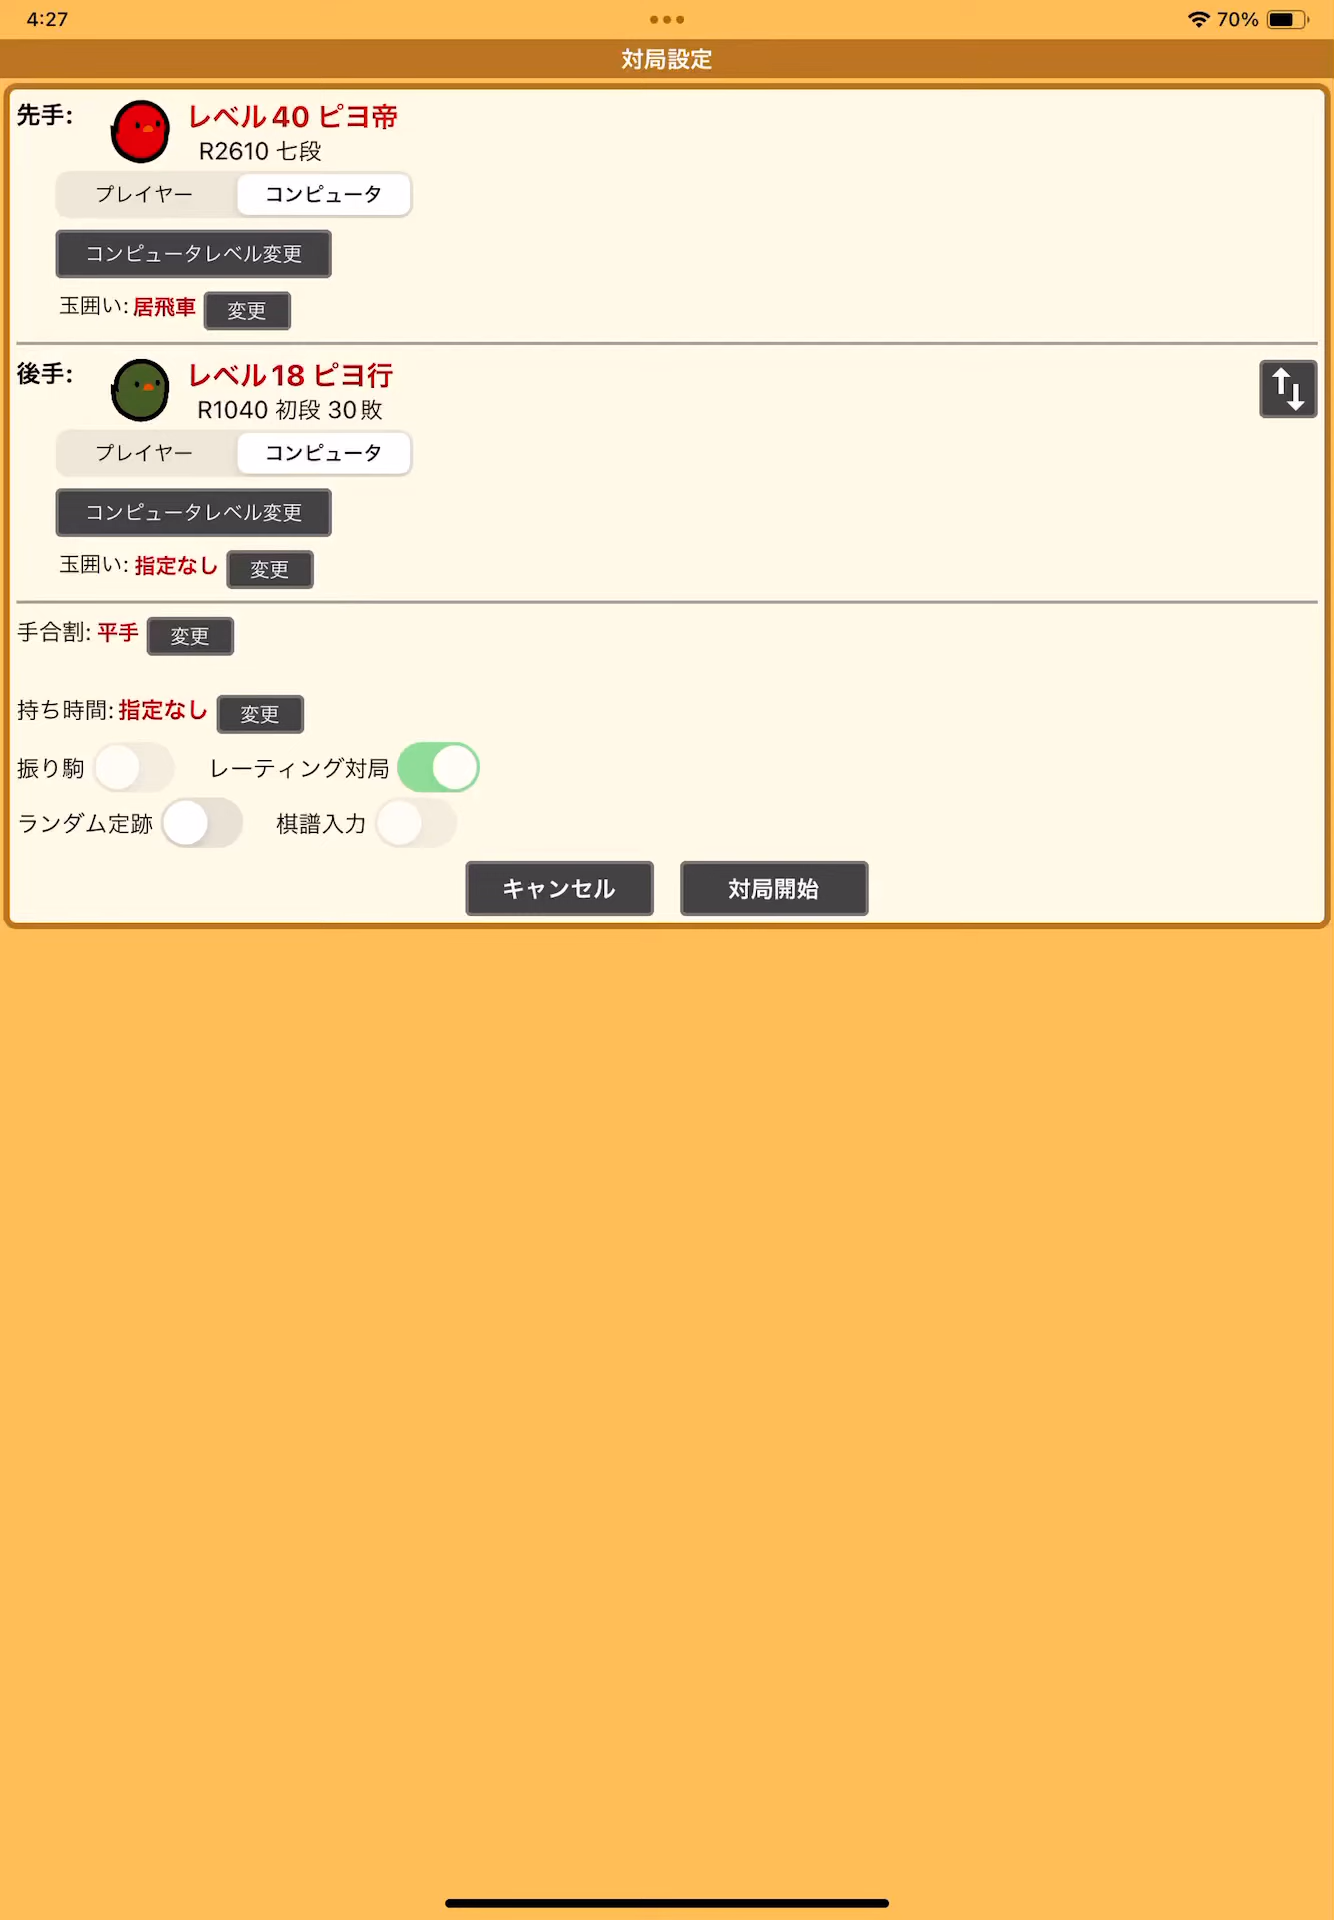 4:27
70%
対局設定
先手: レベル40 ピヨ帝
R2610 七段
プレイヤー コンピュータ
コンピュータレベル変更
玉囲い: 居飛車 変更
後手: レベル18 ピヨ行
R1040 初段 30敗
プレイヤー コンピュータ
コンピュータレベル変更
玉囲い: 指定なし 変更
手合割: 平手 変更
持ち時間: 指定なし 変更
振り駒 レーティング対局
ランダム定跡 棋譜入力
キャンセル 対局開始